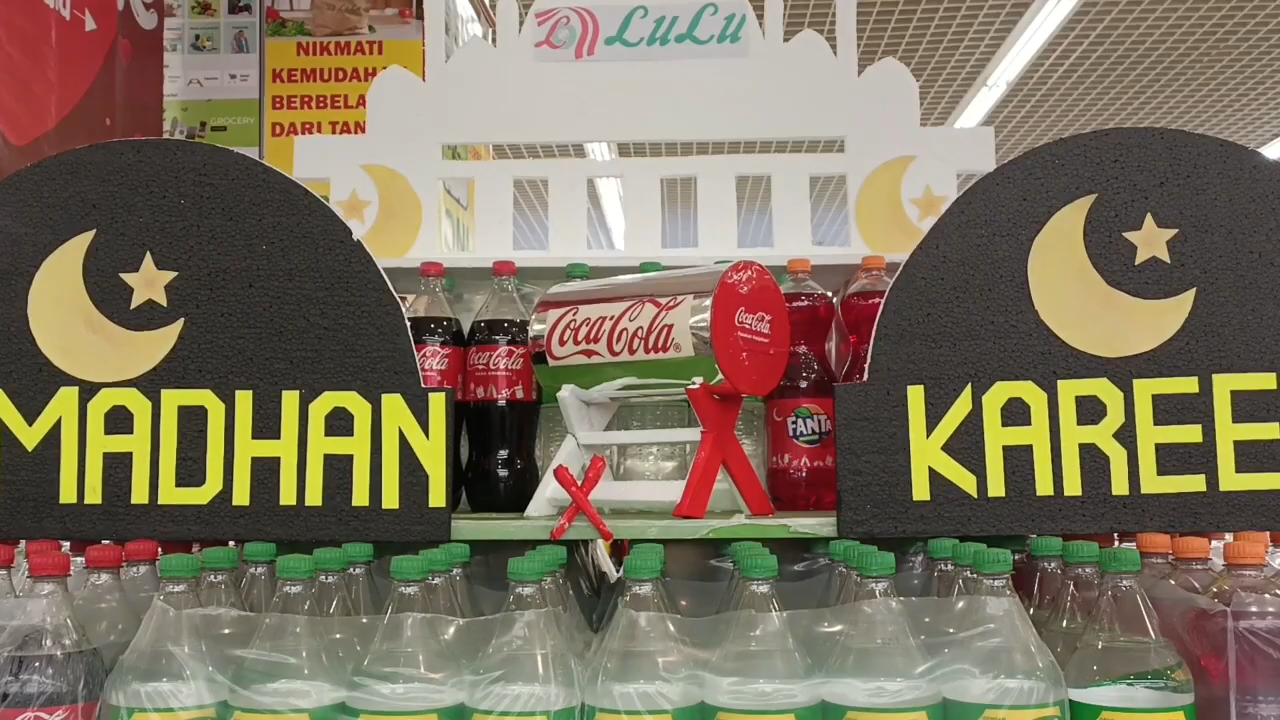 LuLu
NIKMATI
KEMUDAH
BERBELA
DARI TAN
GROCERY
MADHAN
KAREE
Coca-Cola
Coca-Cola
Coca-Cola
Coca-Cola
FANTA